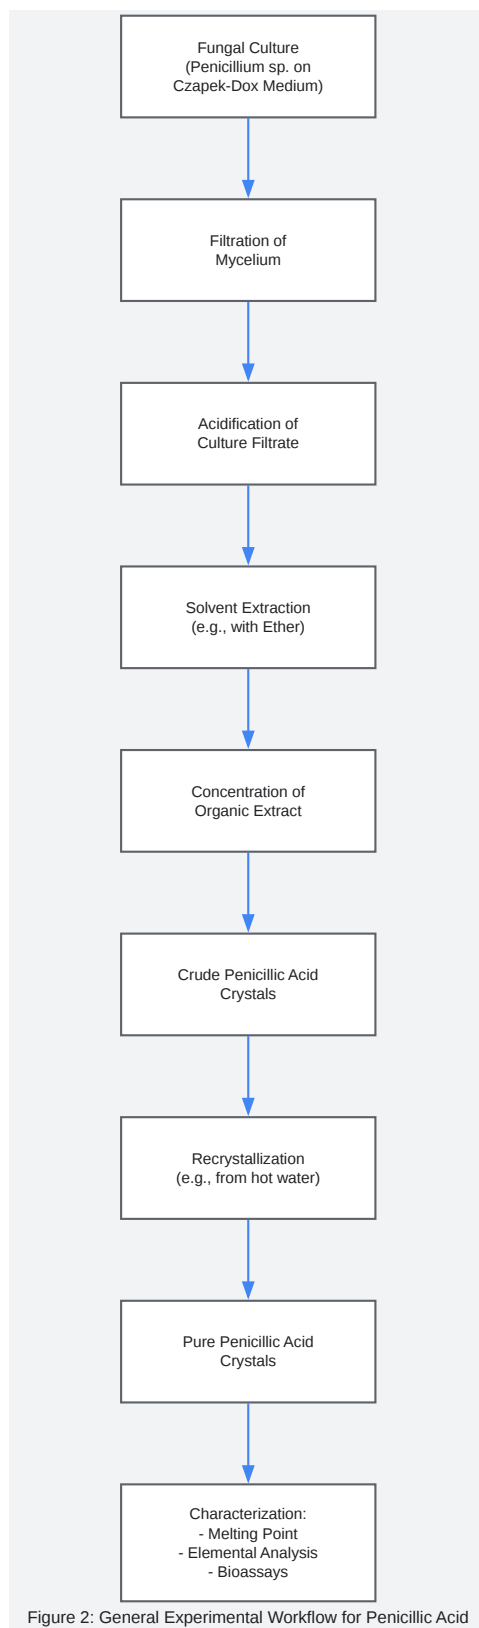 Fungal Culture
(Penicillium sp. on
Czapek-Dox Medium)
Filtration of
Mycelium
Acidification of
Culture Filtrate
Solvent Extraction
(e.g., with Ether)
Concentration of
Organic Extract
Crude Penicillic Acid
Crystals
Recrystallization
(e.g., from hot water)
Pure Penicillic Acid
Crystals
Characterization:
- Melting Point
- Elemental Analysis
- Bioassays
Figure 2: General Experimental Workflow for Penicillic Acid